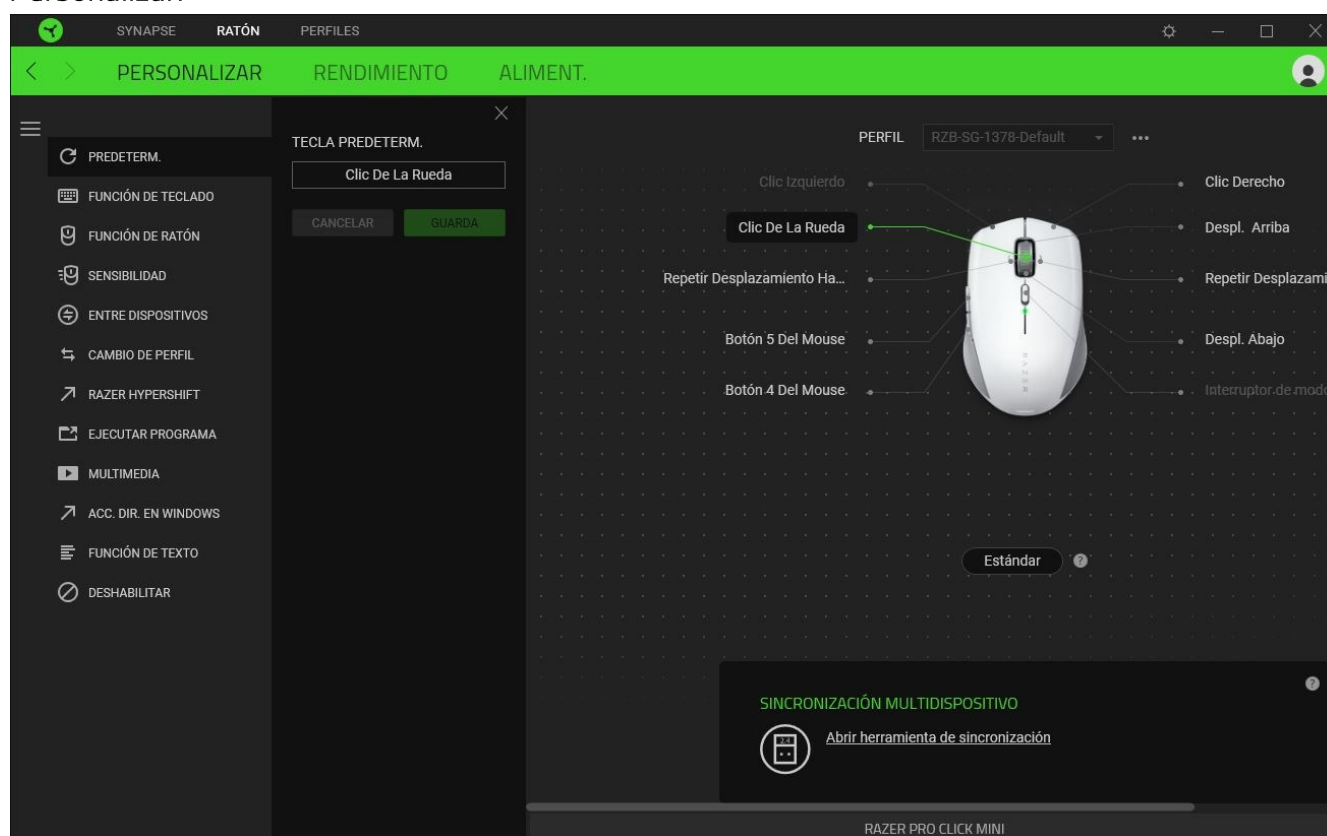 SYNAPSE RATÓN PERFILES
PERSONALIZAR RENDIMIENTO ALIMENT.
PREDETERM.
FUNCIÓN DE TECLADO
FUNCIÓN DE RATÓN
SENSIBILIDAD
ENTRE DISPOSITIVOS
CAMBIO DE PERFIL
RAZER HYPERSHIFT
EJECUTAR PROGRAMA
MULTIMEDIA
ACC. DIR. EN WINDOWS
FUNCIÓN DE TEXTO
DESHABILITAR
TECLA PREDETERM.
Clic De La Rueda
CANCELAR GUARDA
PERFIL RZB-SG-1378-Default
Clic Izquierdo
Clic De La Rueda
Repetir Desplazamiento Ha...
Botón 5 Del Mouse
Botón 4 Del Mouse
Clic Derecho
Despl. Arriba
Repetir Desplazami
Despl. Abajo
Interruptor de modo
RAZER
Estándar ?
?
SINCRONIZACIÓN MULTIDISPOSITIVO
2.4
Abrir herramienta de sincronización
RAZER PRO CLICK MINI